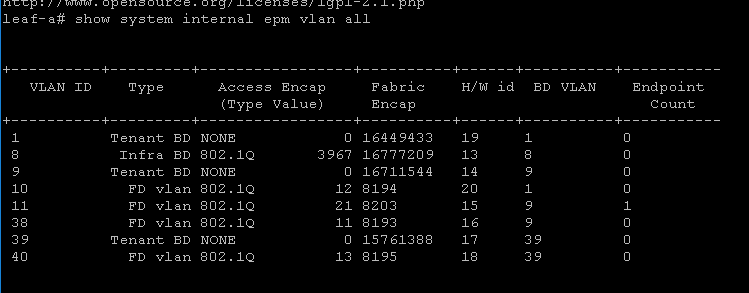 http://www.opensource.org/licenses/lgpl-2.1.php
leaf-a# show system internal epm vlan all
+----------+---------+-----------------+----------+------+----------+-----------
VLAN ID Type Access Encap Fabric H/W id BD VLAN Endpoint
(Type Value) Encap Count
+----------+---------+-----------------+----------+------+----------+-----------
1 Tenant BD NONE 0 16449433 19 1 0
8 Infra BD 802.1Q 3967 16777209 13 8 0
9 Tenant BD NONE 0 16711544 14 9 0
10 FD vlan 802.1Q 12 8194 20 1 0
11 FD vlan 802.1Q 21 8203 15 9 1
38 FD vlan 802.1Q 11 8193 16 9 0
39 Tenant BD NONE 0 15761388 17 39 0
40 FD vlan 802.1Q 13 8195 18 39 0